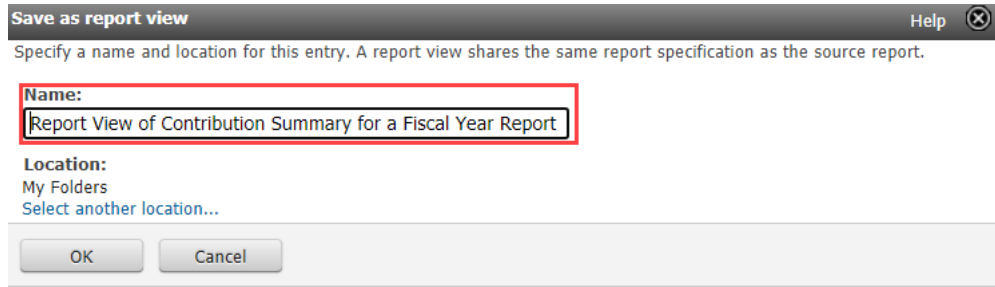 Save as report view Help
Specify a name and location for this entry. A report view shares the same report specification as the source report.
Name:
Report View of Contribution Summary for a Fiscal Year Report
Location:
My Folders
Select another location...
OK Cancel